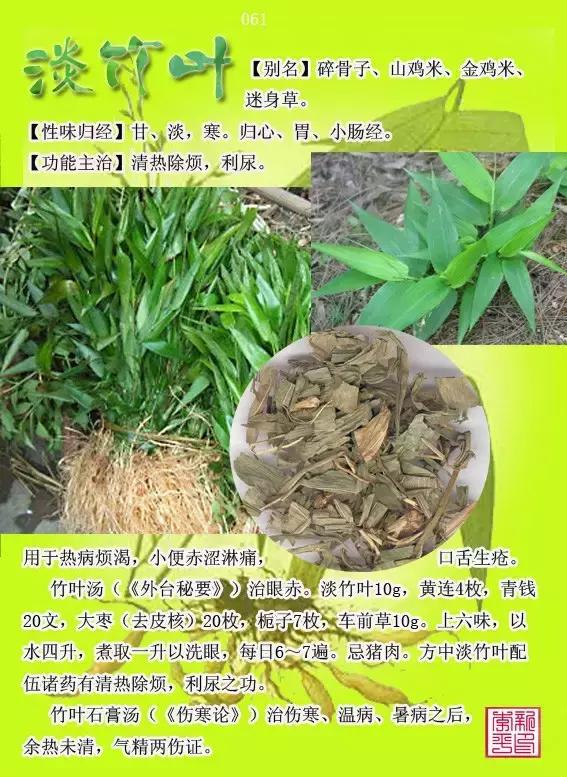 061
淡竹叶
【别名】碎骨子、山鸡米、金鸡米、
迷身草。
【性味归经】甘、淡，寒。归心、胃、小肠经。
【功能主治】清热除烦，利尿。
用于热病烦渴，小便赤涩淋痛， 口舌生疮。
竹叶汤（《外台秘要》）治眼赤。淡竹叶10g，黄连4枚，青钱
20文，大枣（去皮核）20枚，栀子7枚，车前草10g。上六味，以
水四升，煮取一升以洗眼，每日6～7遍。忌猪肉。方中淡竹叶配
伍诸药有清热除烦，利尿之功。
竹叶石膏汤（《伤寒论》）治伤寒、温病、暑病之后，
余热未清，气精两伤证。